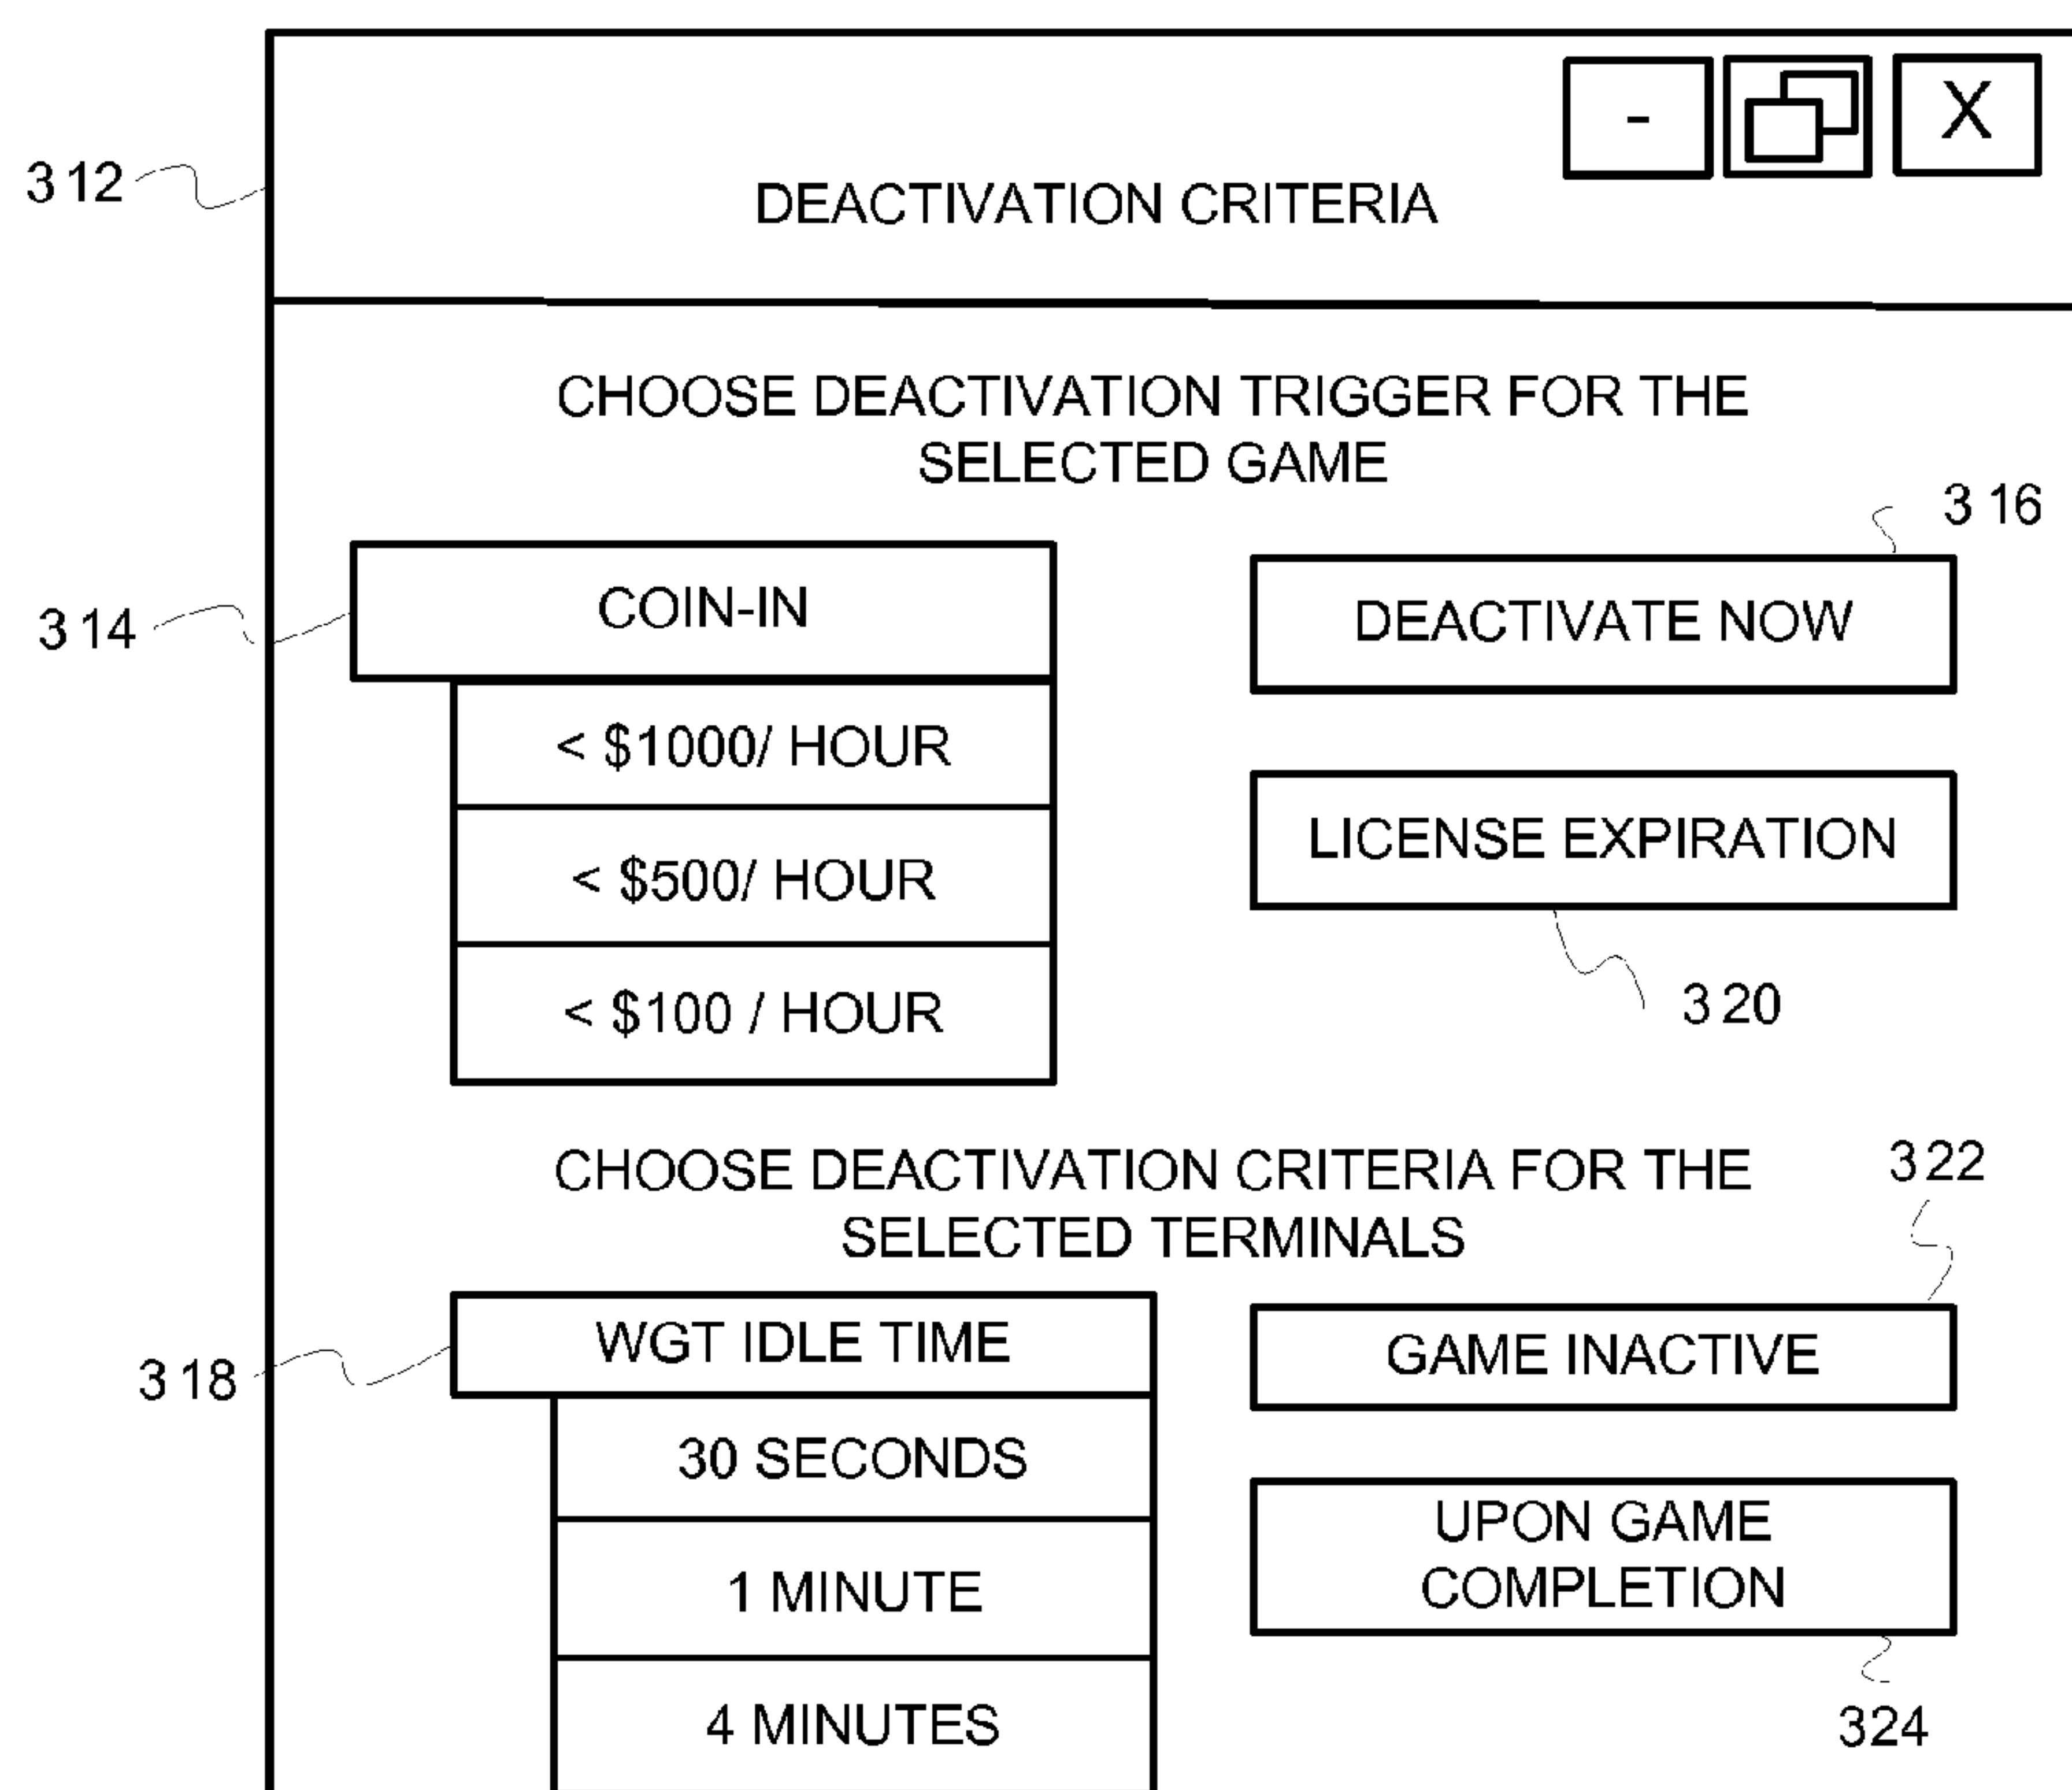 - X
312
DEACTIVATION CRITERIA
CHOOSE DEACTIVATION TRIGGER FOR THE
SELECTED GAME
316
314
COIN-IN
DEACTIVATE NOW
< $1000/ HOUR
LICENSE EXPIRATION
< $500/ HOUR
< $100 / HOUR
320
CHOOSE DEACTIVATION CRITERIA FOR THE
SELECTED TERMINALS
322
318
WGT IDLE TIME
GAME INACTIVE
30 SECONDS
UPON GAME
COMPLETION
1 MINUTE
4 MINUTES
324